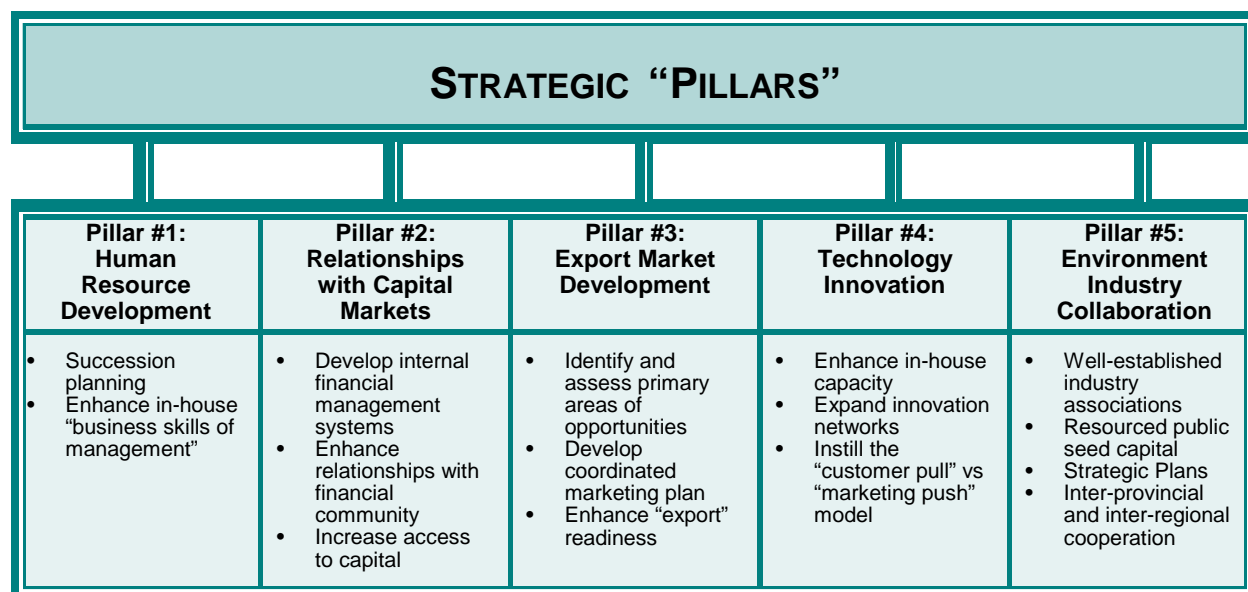 STRATEGIC “PILLARS”
Pillar #1:
Human
Resource
Development
Pillar #2:
Relationships
with Capital
Markets
Pillar #3:
Export Market
Development
Pillar #4:
Technology
Innovation
Pillar #5:
Environment
Industry
Collaboration
• Succession
planning
• Enhance in-house
“business skills of
management”
• Develop internal
financial
management
systems
• Enhance
relationships with
financial
community
• Increase access
to capital
• Identify and
assess primary
areas of
opportunities
• Develop
coordinated
marketing plan
• Enhance “export”
readiness
• Enhance in-house
capacity
• Expand innovation
networks
• Instill the
“customer pull” vs
“marketing push”
model
• Well-established
industry
associations
• Resourced public
seed capital
• Strategic Plans
• Inter-provincial
and inter-regional
cooperation